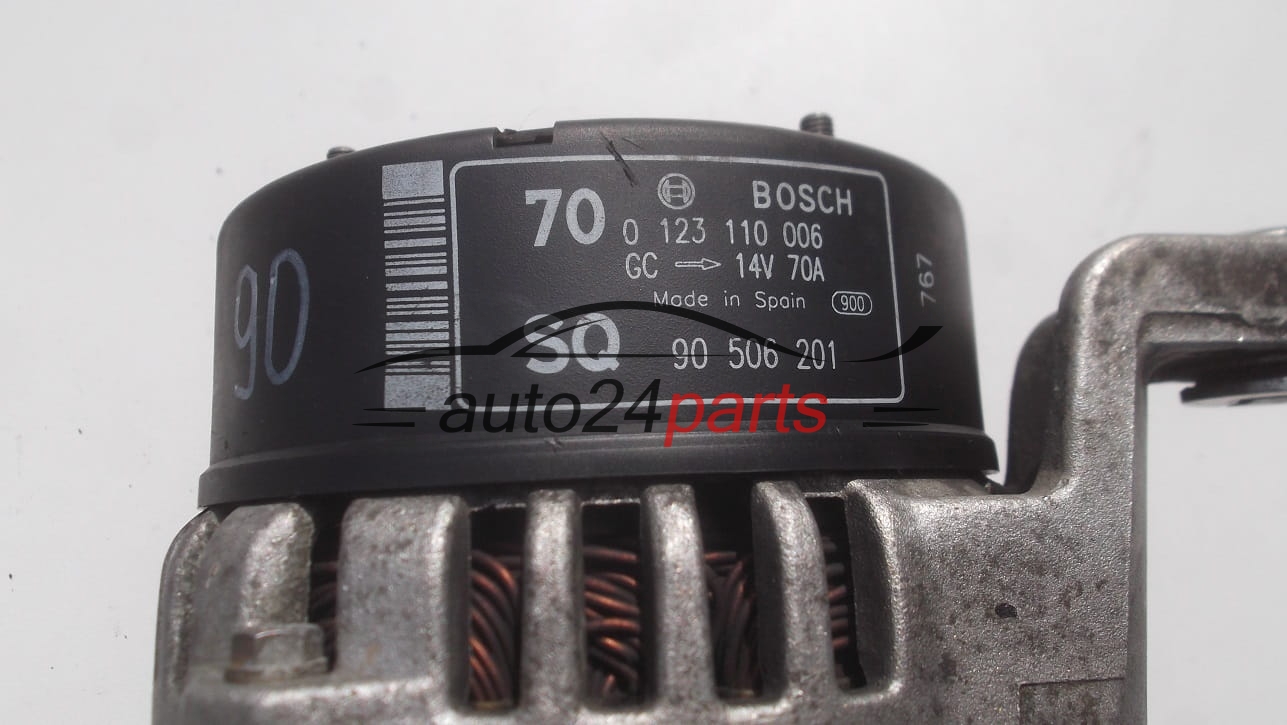 90
70 BOSCH
0 123 110 006
GC 14V 70A
Made in Spain 900
SQ 90 506 201
767
auto24parts